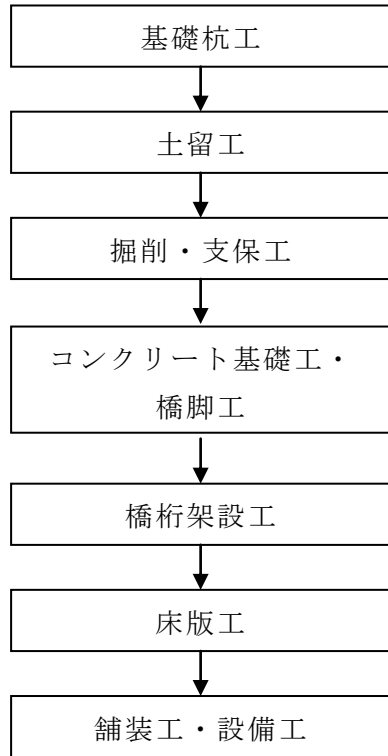 基礎杭工
土留工
掘削・支保工
コンクリート基礎工・
橋脚工
橋桁架設工
床版工
舗装工・設備工